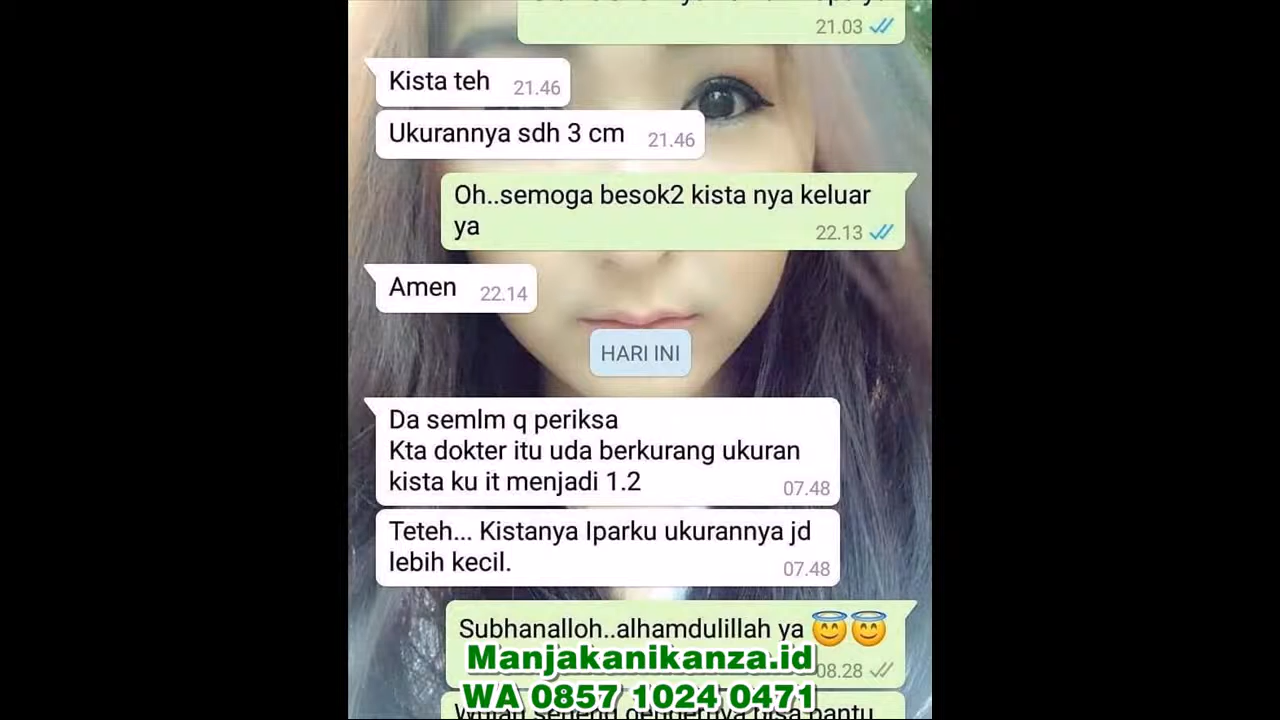 21.03
Kista teh 21.46
Ukurannya sdh 3 cm 21.46
Oh..semoga besok2 kista nya keluar
ya 22.13
Amen 22.14
HARI INI
Da semlm q periksa
Kta dokter itu uda berkurang ukuran
kista ku it menjadi 1.2 07.48
Teteh... Kistanya Iparku ukurannya jd
lebih kecil. 07.48
Subhanalloh..alhamdulillah ya 😇😇
08.28
Manjakanikanza.id
WA 0857 1024 0471